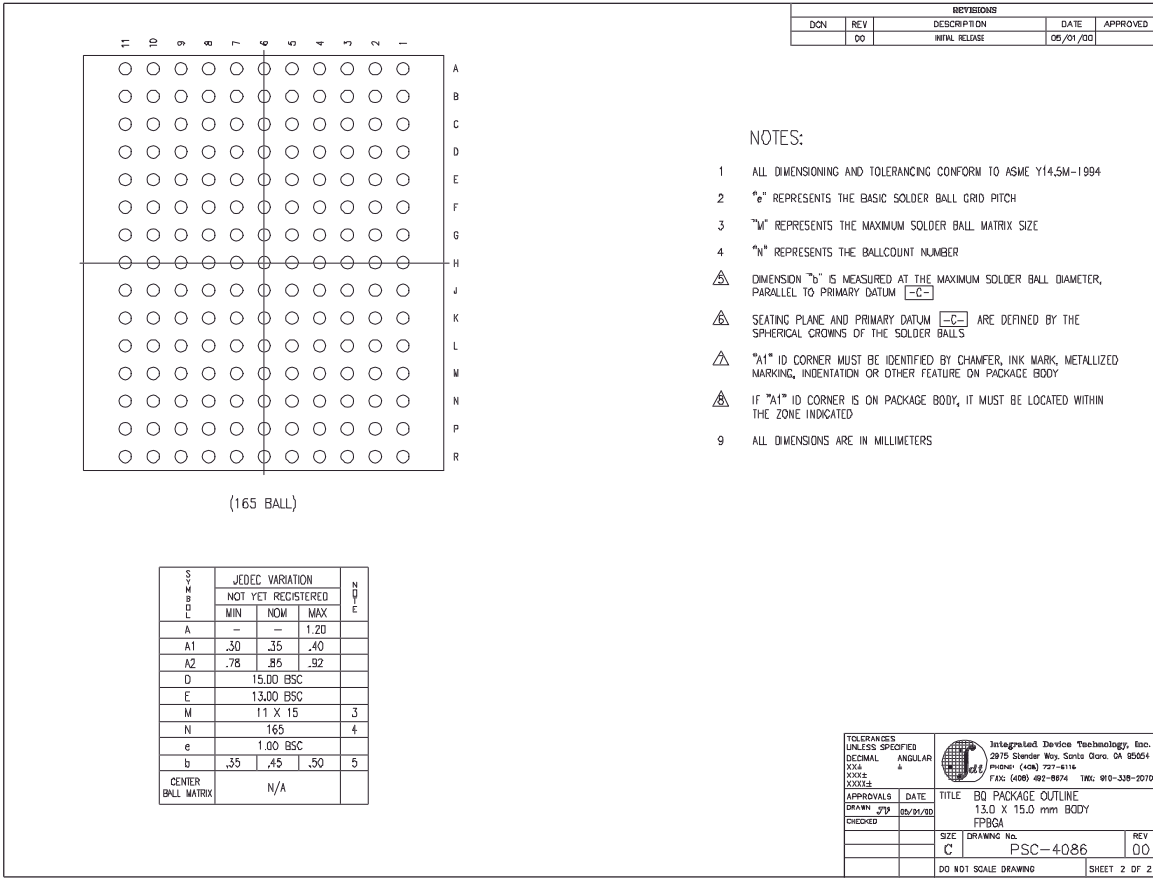 REVISIONS
DCN REV DESCRIPTION DATE APPROVED
00 INITIAL RELEASE 05/01/00
11 10 9 8 7 6 5 4 3 2 1
A
B
C
D
E
F
G
H
J
K
L
M
N
P
R
(165 BALL)
NOTES:
1 ALL DIMENSIONING AND TOLERANCING CONFORM TO ASME Y14.5M-1994
2 "e" REPRESENTS THE BASIC SOLDER BALL GRID PITCH
3 "M" REPRESENTS THE MAXIMUM SOLDER BALL MATRIX SIZE
4 "N" REPRESENTS THE BALLCOUNT NUMBER
5 DIMENSION "b" IS MEASURED AT THE MAXIMUM SOLDER BALL DIAMETER,
PARALLEL TO PRIMARY DATUM -C-
6 SEATING PLANE AND PRIMARY DATUM -C- ARE DEFINED BY THE
SPHERICAL CROWNS OF THE SOLDER BALLS
7 "A1" ID CORNER MUST BE IDENTIFIED BY CHAMFER, INK MARK, METALLIZED
MARKING, INDENTATION OR OTHER FEATURE ON PACKAGE BODY
8 IF "A1" ID CORNER IS ON PACKAGE BODY, IT MUST BE LOCATED WITHIN
THE ZONE INDICATED
9 ALL DIMENSIONS ARE IN MILLIMETERS
SYMBOL JEDEC VARIATION NOTE
NOT YET REGISTERED
MIN NOM MAX
A – – 1.20
A1 .30 .35 .40
A2 .78 .85 .92
D 15.00 BSC
E 13.00 BSC
M 11 X 15 3
N 165 4
e 1.00 BSC
b .35 .45 .50 5
CENTER
BALL MATRIX N/A
TOLERANCES
UNLESS SPECIFIED
DECIMAL ANGULAR
XX± ±
XXX±
XXXX±
idt
Integrated Device Technology, Inc.
2975 Stender Way, Santa Clara, CA 95054
PHONE: (408) 727-6116
FAX: (408) 492-8674 TWX: 910-338-2070
APPROVALS DATE
DRAWN 05/01/00
CHECKED
TITLE BQ PACKAGE OUTLINE
13.0 X 15.0 mm BODY
FPBGA
SIZE DRAWING No. REV
C PSC-4086 00
DO NOT SCALE DRAWING SHEET 2 OF 2